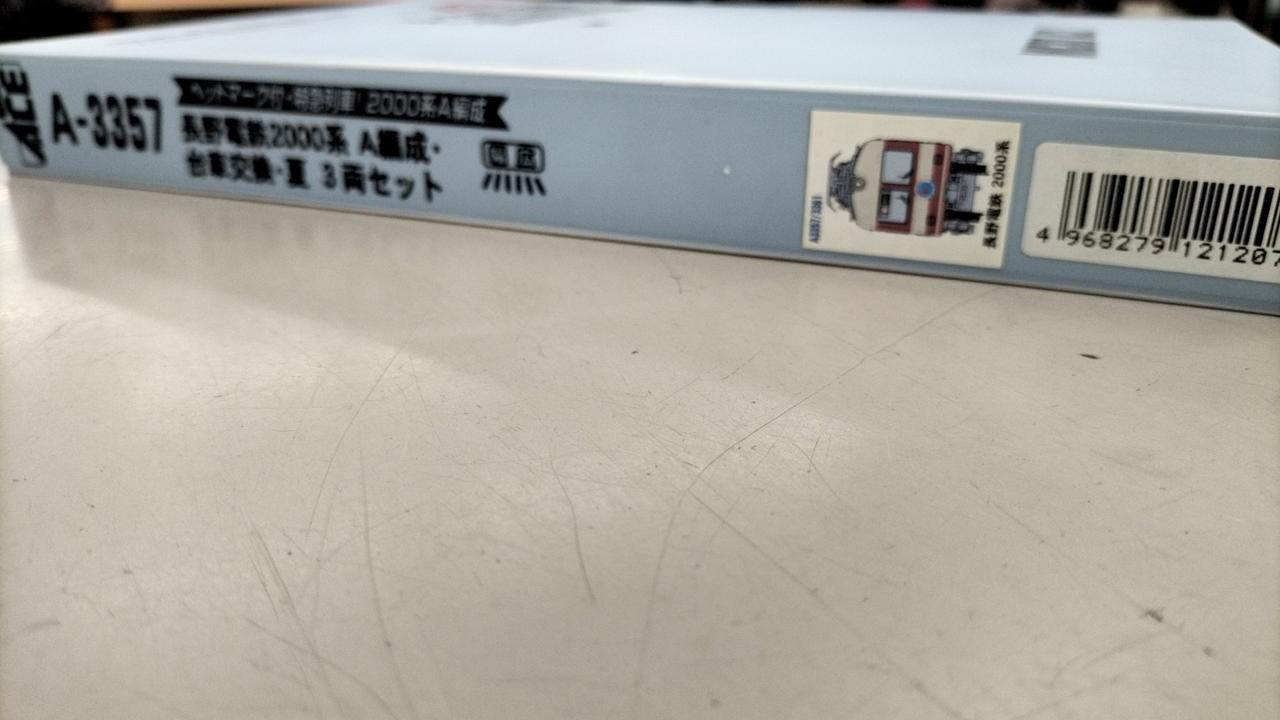 ACE
A-3357
ヘッドマーク付・特急列車! 2000系A編成
長野電鉄2000系 A編成・
台車交換・夏 3両セット
A3357/3361
長野電鉄 2000系
4 968279 121207